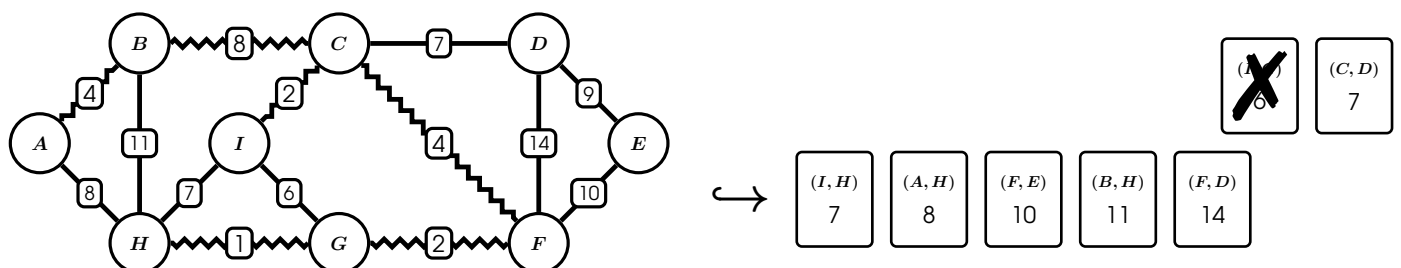 B 8 C 7 D
4 2 9
A 11 I 4 14 E
8 7 6 10
H 1 G 2 F
6
(C, D)
7
(I, H) (A, H) (F, E) (B, H) (F, D)
7 8 10 11 14